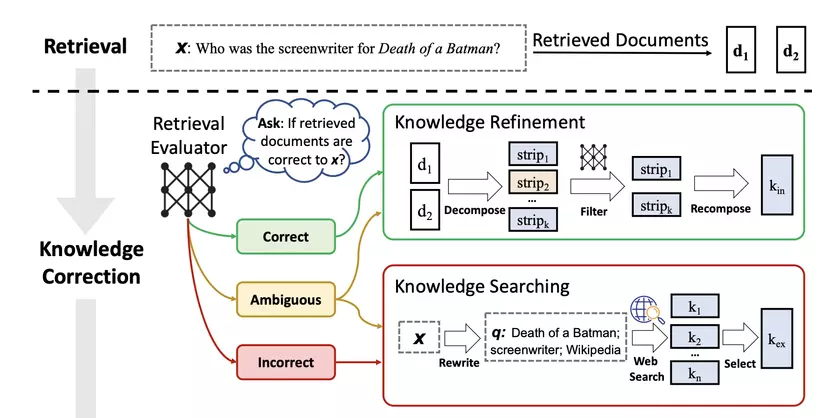 Retrieval
x: Who was the screenwriter for Death of a Batman?
Retrieved Documents
d1
d2
Retrieval
Evaluator
Ask: If retrieved
documents are
correct to x?
Knowledge
Correction
Correct
Ambiguous
Incorrect
Knowledge Refinement
d1
d2
Decompose
strip1
strip2
...
stripk
Filter
strip1
stripk
Recompose
kin
Knowledge Searching
x
Rewrite
q: Death of a Batman;
screenwriter; Wikipedia
Web
Search
k1
k2
...
kn
Select
kex